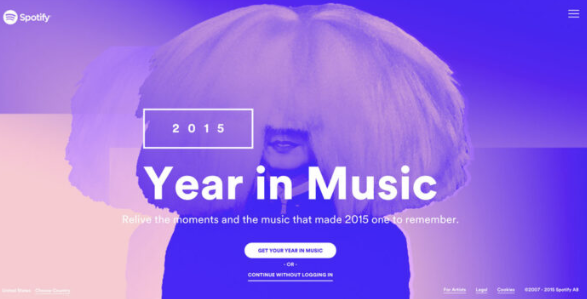 Spotify
2015
Year in Music
Relive the moments and the music that made 2015 one to remember.
GET YOUR YEAR IN MUSIC
- OR -
CONTINUE WITHOUT LOGGING IN
United States Choose Country
For Artists Legal Cookies ©2007 - 2015 Spotify AB